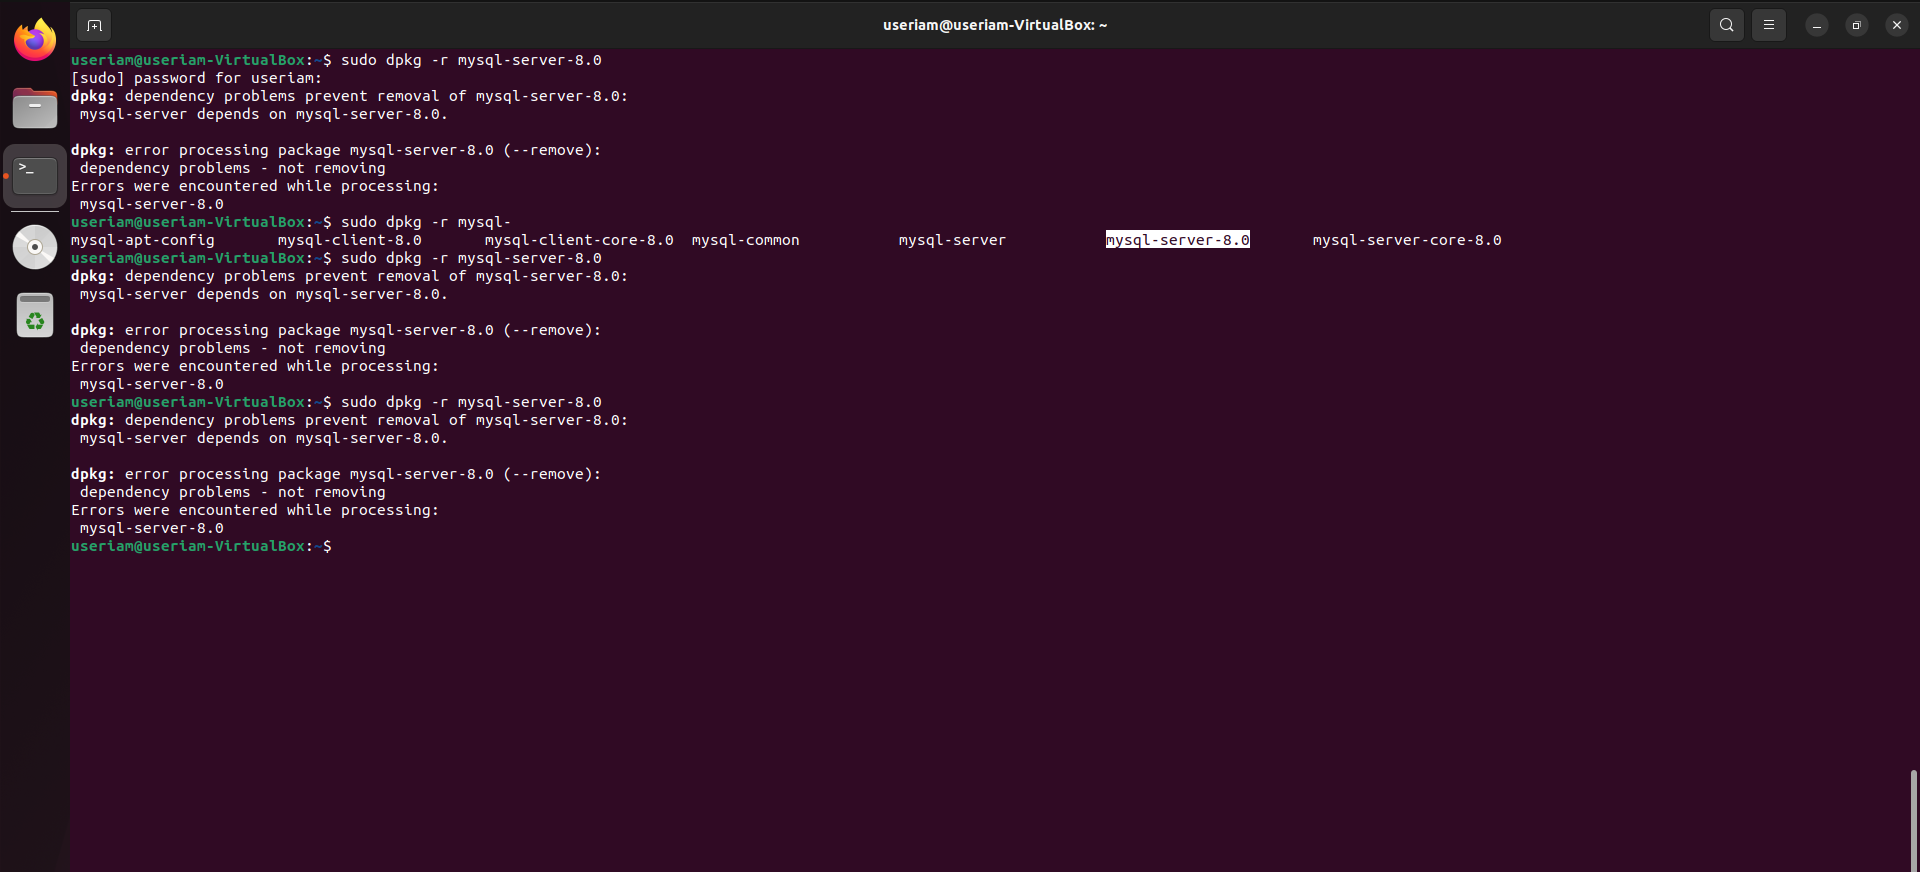 useriam@useriam-VirtualBox: ~
useriam@useriam-VirtualBox:~$ sudo dpkg -r mysql-server-8.0
[sudo] password for useriam:
dpkg: dependency problems prevent removal of mysql-server-8.0:
 mysql-server depends on mysql-server-8.0.

dpkg: error processing package mysql-server-8.0 (--remove):
 dependency problems - not removing
Errors were encountered while processing:
 mysql-server-8.0
useriam@useriam-VirtualBox:~$ sudo dpkg -r mysql-
mysql-apt-config       mysql-client-8.0       mysql-client-core-8.0  mysql-common           mysql-server           mysql-server-8.0       mysql-server-core-8.0
useriam@useriam-VirtualBox:~$ sudo dpkg -r mysql-server-8.0
dpkg: dependency problems prevent removal of mysql-server-8.0:
 mysql-server depends on mysql-server-8.0.

dpkg: error processing package mysql-server-8.0 (--remove):
 dependency problems - not removing
Errors were encountered while processing:
 mysql-server-8.0
useriam@useriam-VirtualBox:~$ sudo dpkg -r mysql-server-8.0
dpkg: dependency problems prevent removal of mysql-server-8.0:
 mysql-server depends on mysql-server-8.0.

dpkg: error processing package mysql-server-8.0 (--remove):
 dependency problems - not removing
Errors were encountered while processing:
 mysql-server-8.0
useriam@useriam-VirtualBox:~$